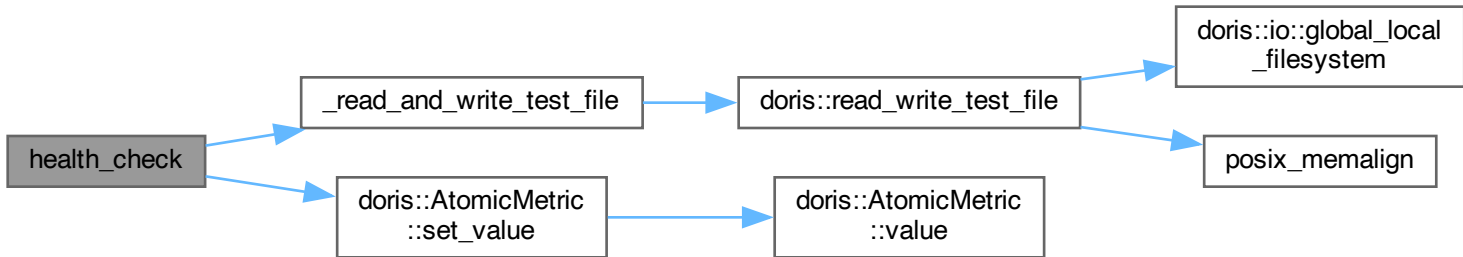 health_check
_read_and_write_test_file
doris::read_write_test_file
doris::io::global_local
_filesystem
posix_memalign
doris::AtomicMetric
::set_value
doris::AtomicMetric
::value